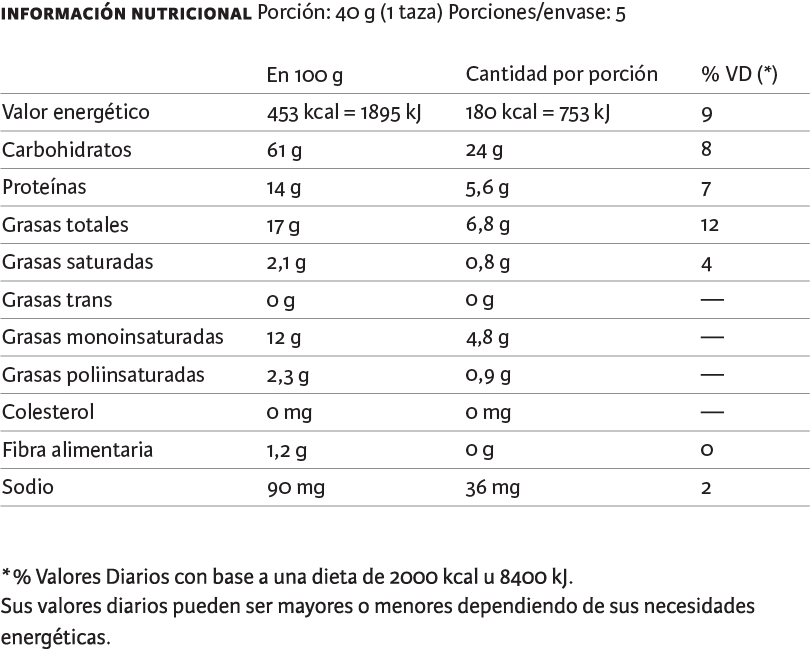 INFORMACIÓN NUTRICIONAL Porción: 40 g (1 taza) Porciones/envase: 5
En 100 g Cantidad por porción % VD (*)
Valor energético 453 kcal = 1895 kJ 180 kcal = 753 kJ 9
Carbohidratos 61 g 24 g 8
Proteínas 14 g 5,6 g 7
Grasas totales 17 g 6,8 g 12
Grasas saturadas 2,1 g 0,8 g 4
Grasas trans 0 g 0 g —
Grasas monoinsaturadas 12 g 4,8 g —
Grasas poliinsaturadas 2,3 g 0,9 g —
Colesterol 0 mg 0 mg —
Fibra alimentaria 1,2 g 0 g 0
Sodio 90 mg 36 mg 2
*% Valores Diarios con base a una dieta de 2000 kcal u 8400 kJ.
Sus valores diarios pueden ser mayores o menores dependiendo de sus necesidades
energéticas.